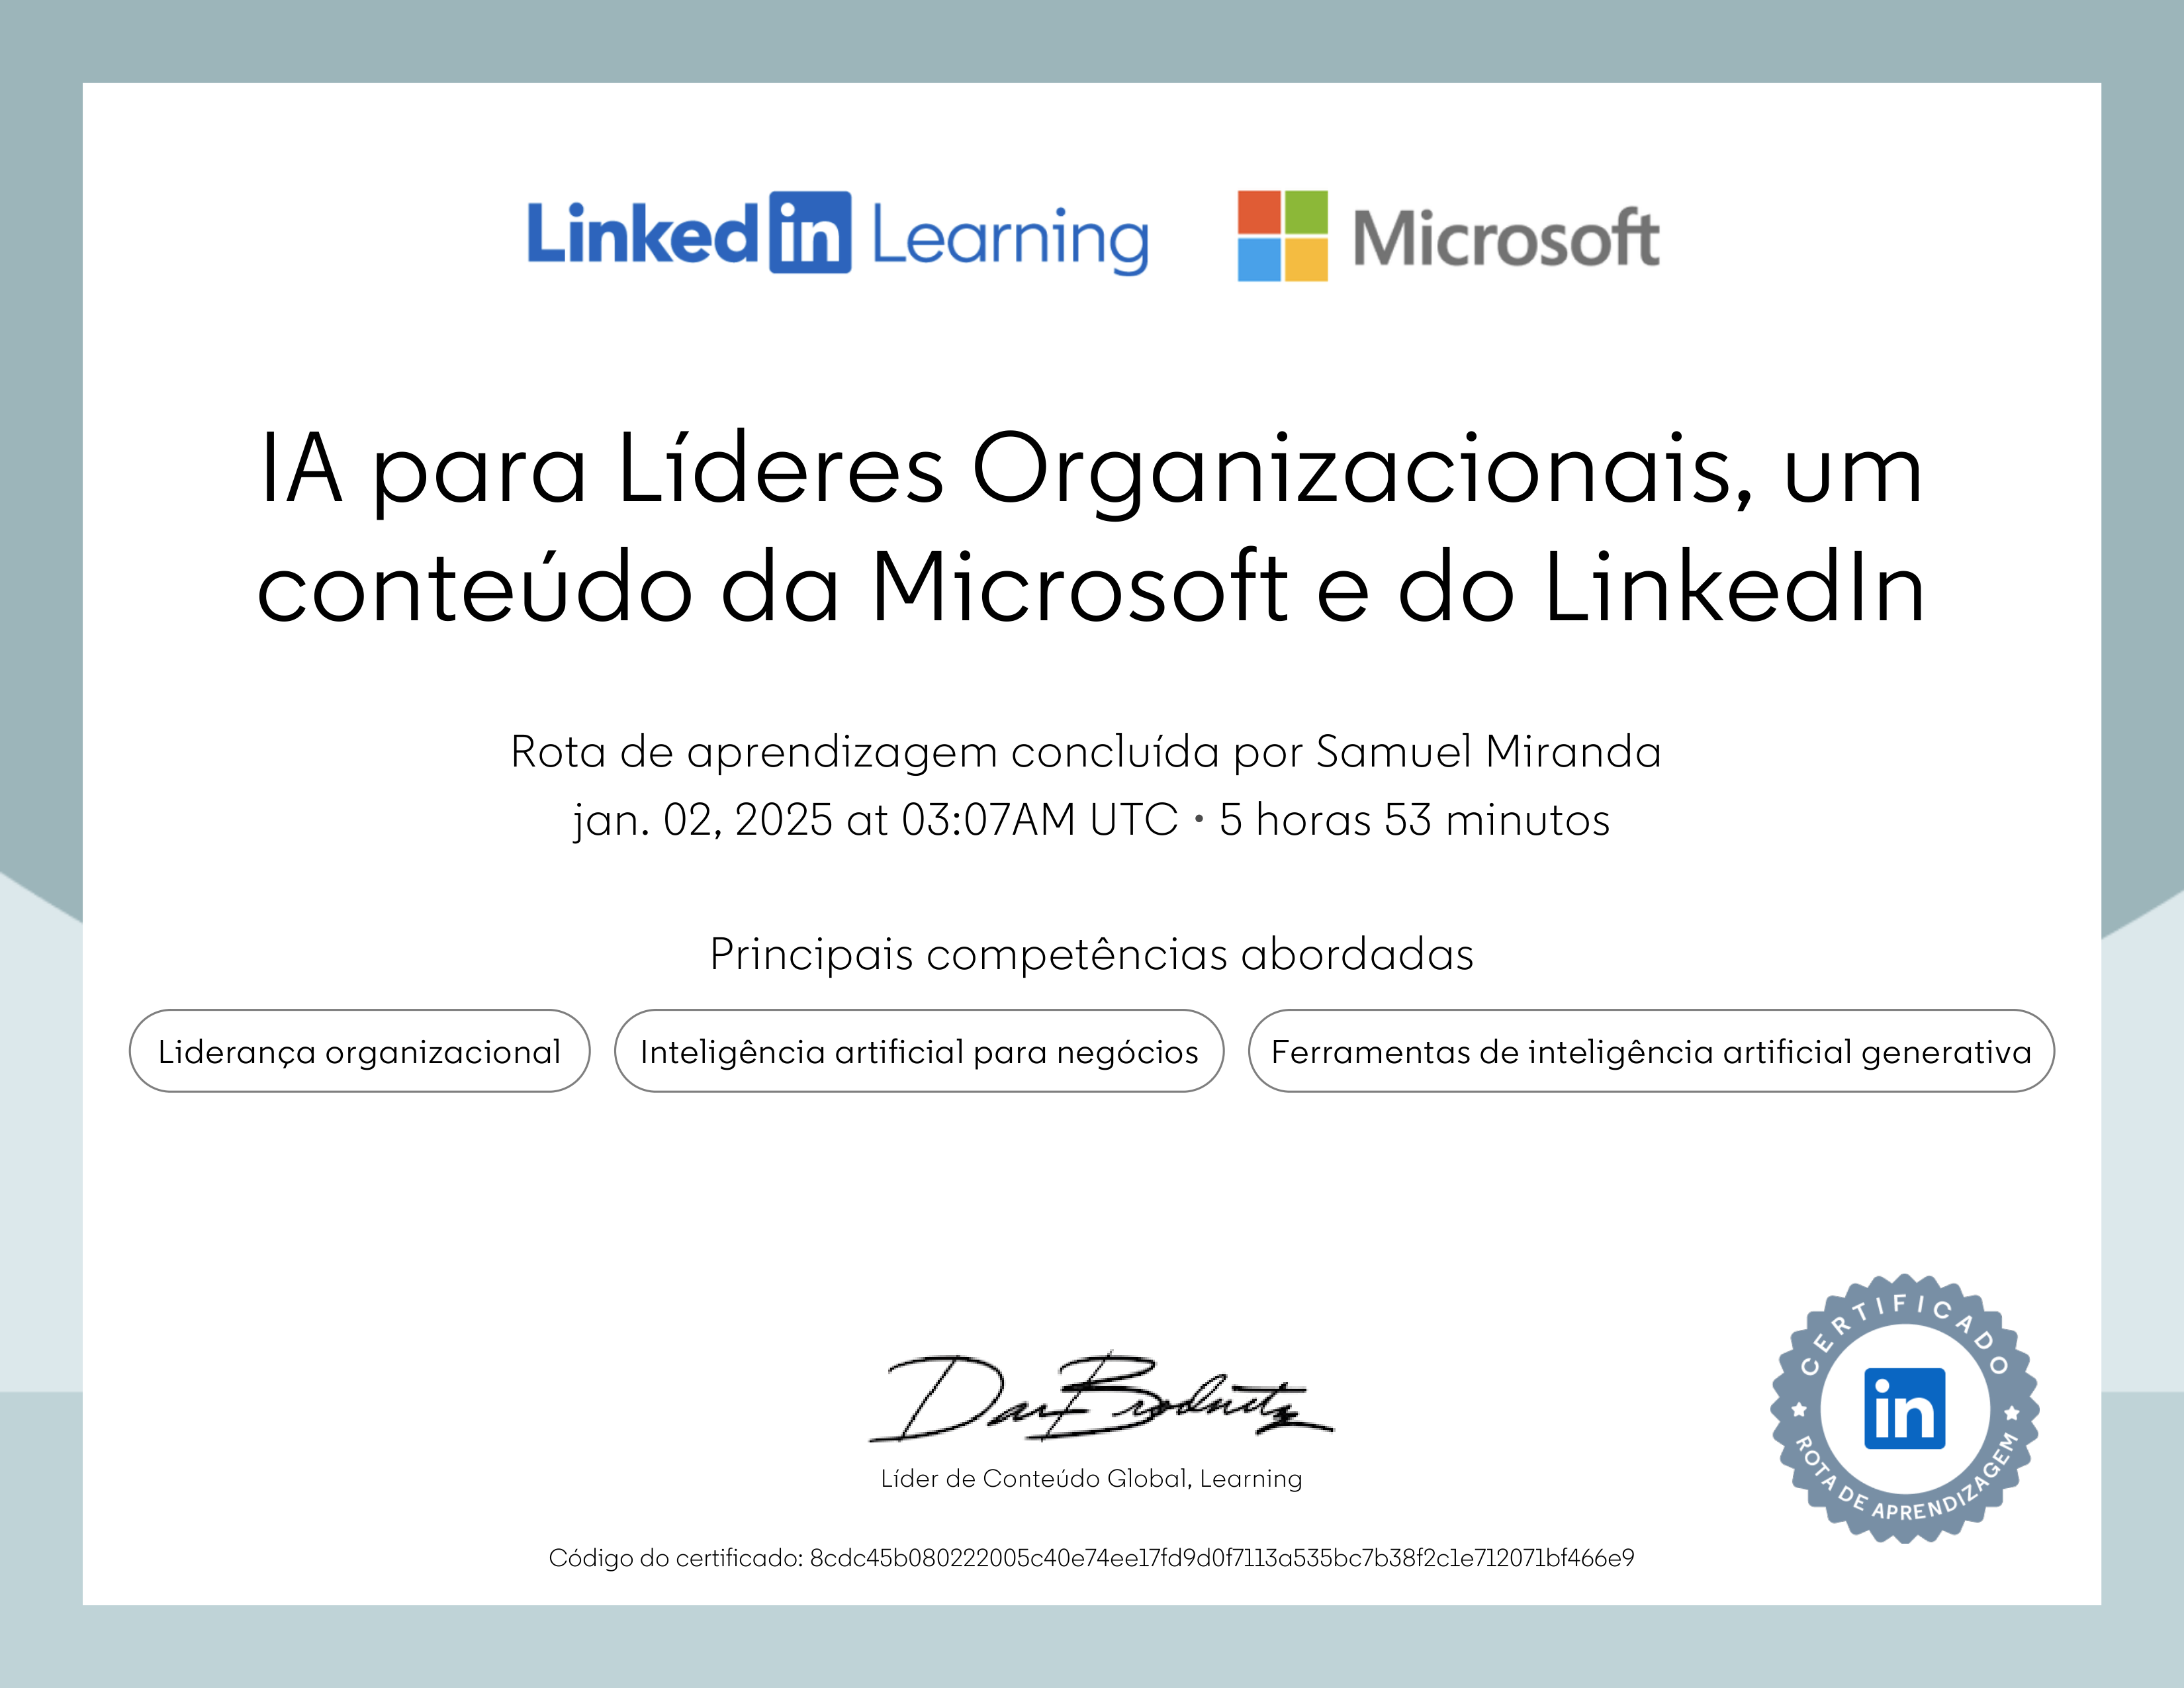 LinkedIn Learning Microsoft
IA para Líderes Organizacionais, um
conteúdo da Microsoft e do LinkedIn
Rota de aprendizagem concluída por Samuel Miranda
jan. 02, 2025 at 03:07AM UTC • 5 horas 53 minutos
Principais competências abordadas
Liderança organizacional Inteligência artificial para negócios Ferramentas de inteligência artificial generativa
Dan Brodnitz
Líder de Conteúdo Global, Learning
Código do certificado: 8cdc45b080222005c40e74ee17fd9d0f7113a535bc7b38f2c1e712071bf466e9
CERTIFICADO
in
ROTA DE APRENDIZAGEM